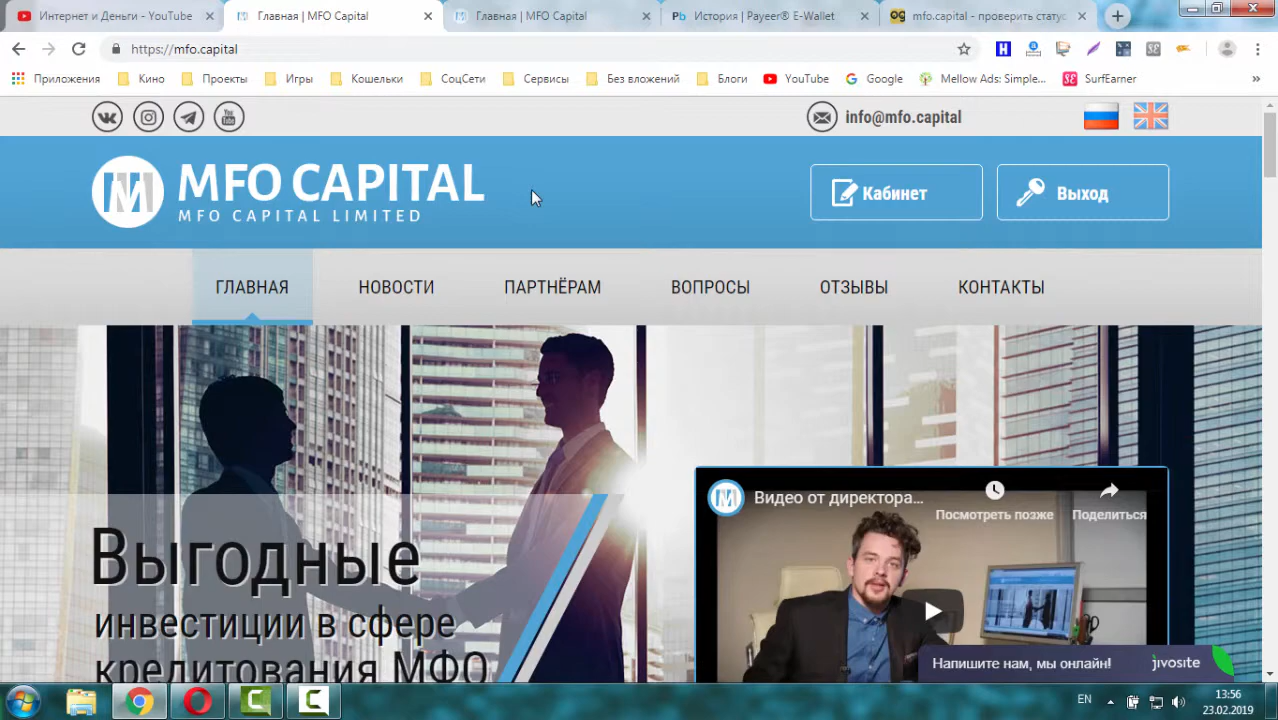 Интернет и Деньги - YouTube
Главная | MFO Capital
Главная | MFO Capital
Pb История | Payeer® E-Wallet
og mfo.capital - проверить статус
https://mfo.capital
Приложения
Кино
Проекты
Игры
Кошельки
СоцСети
Сервисы
Без вложений
Блоги
YouTube
Google
Mellow Ads: Simple...
SurfEarner
»
info@mfo.capital
MFO CAPITAL
MFO CAPITAL LIMITED
Кабинет
Выход
ГЛАВНАЯ
НОВОСТИ
ПАРТНЁРАМ
ВОПРОСЫ
ОТЗЫВЫ
КОНТАКТЫ
Видео от директора...
Посмотреть позже
Поделиться
Выгодные
инвестиции в сфере
кредитования МФО
Напишите нам, мы онлайн!
jivosite
EN
13:56
23.02.2019